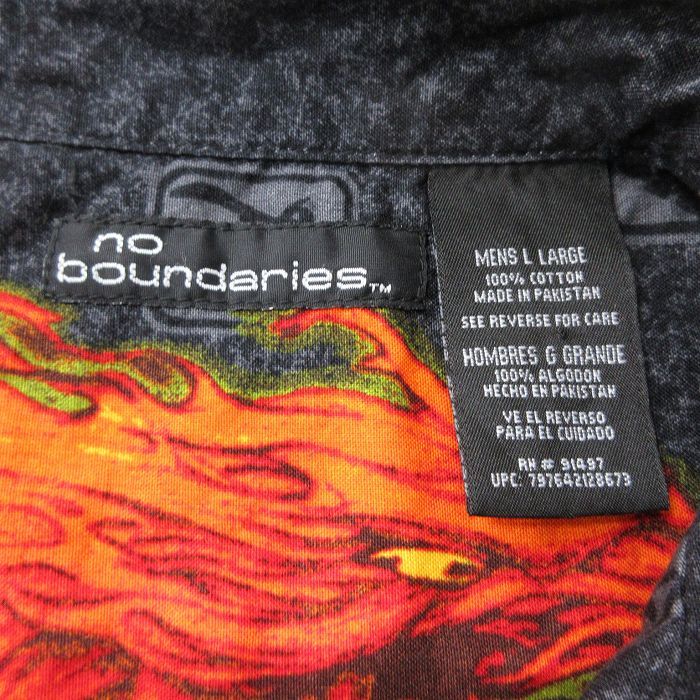 no
boundaries™
MENS L LARGE
100% COTTON
MADE IN PAKISTAN
SEE REVERSE FOR CARE
HOMBRES G GRANDE
100% ALGODON
HECHO EN PAKISTAN
VE EL REVERSO
PARA EL CUIDADO
RN # 91497
UPC: 797642128673